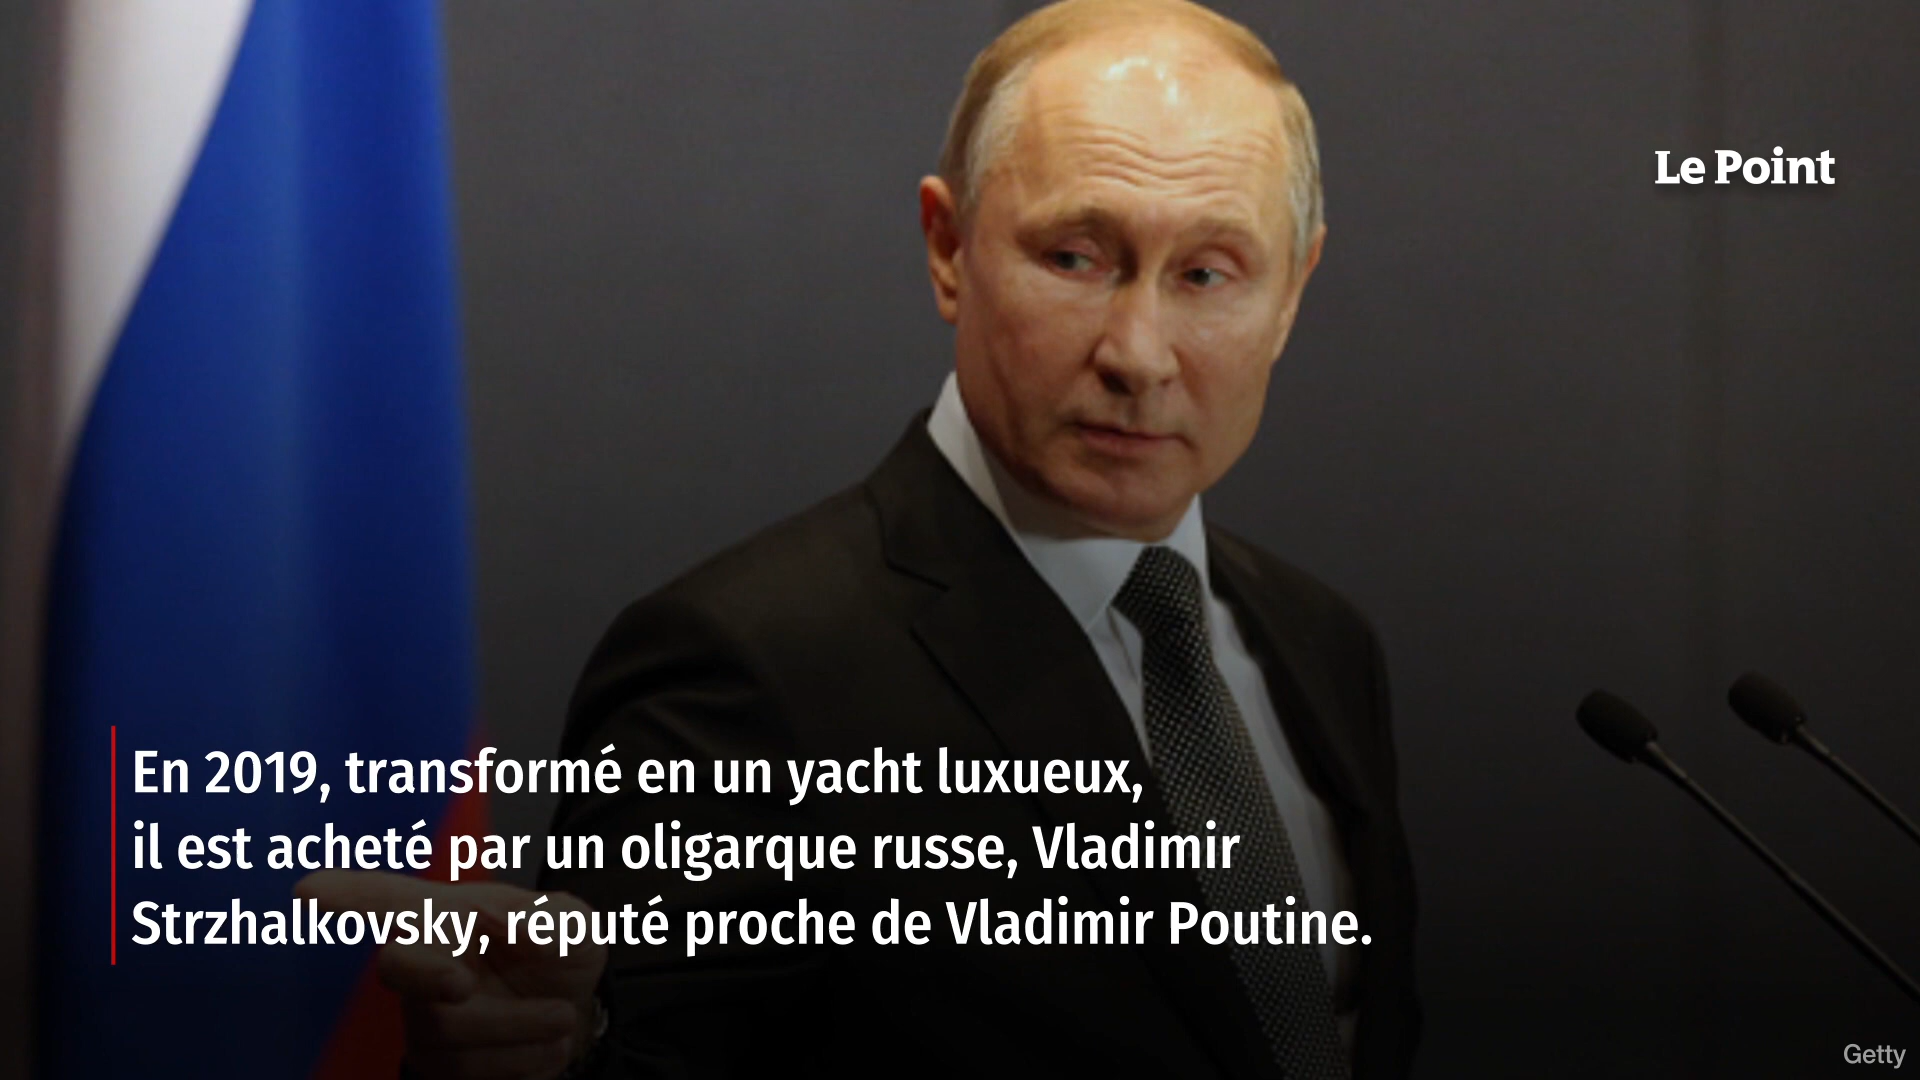 Le Point
En 2019, transformé en un yacht luxueux,
il est acheté par un oligarque russe, Vladimir
Strzhalkovsky, réputé proche de Vladimir Poutine.
Getty